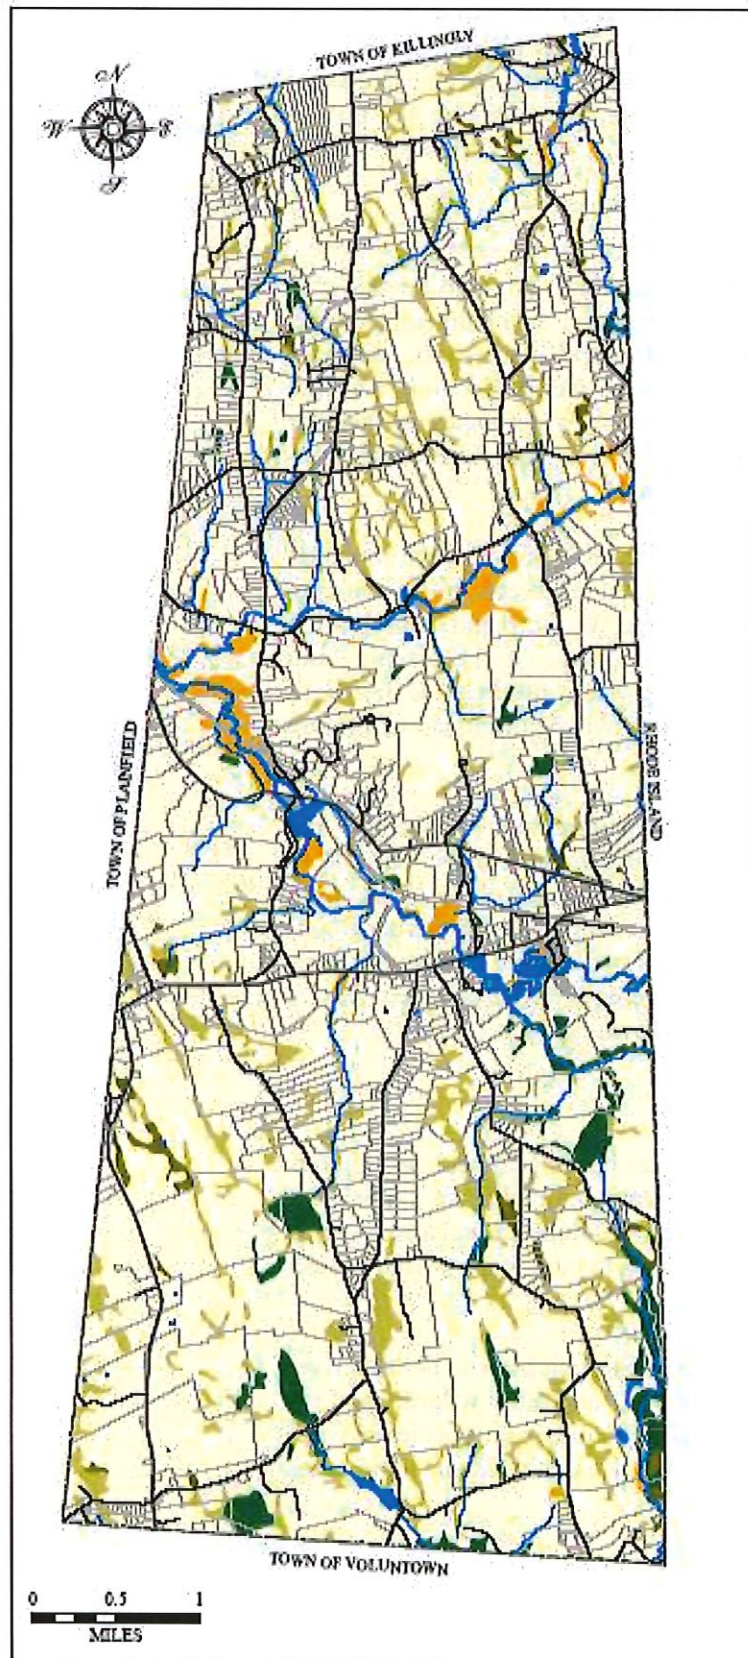 TOWN OF KILLINGLY
N
W E
S
TOWN OF PLAINFIELD
RHODE ISLAND
TOWN OF VOLUNTOWN
0 0.5 1
MILES